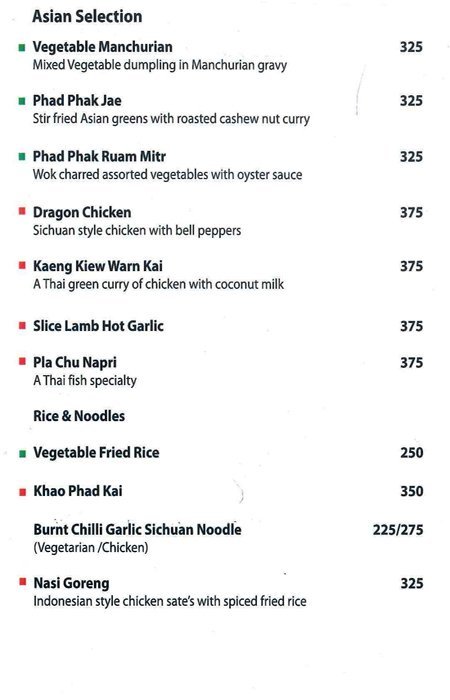 Asian Selection
Vegetable Manchurian 325
Mixed Vegetable dumpling in Manchurian gravy
Phad Phak Jae 325
Stir fried Asian greens with roasted cashew nut curry
Phad Phak Ruam Mitr 325
Wok charred assorted vegetables with oyster sauce
Dragon Chicken 375
Sichuan style chicken with bell peppers
Kaeng Kiew Warn Kai 375
A Thai green curry of chicken with coconut milk
Slice Lamb Hot Garlic 375
Pla Chu Napri 375
A Thai fish specialty
Rice & Noodles
Vegetable Fried Rice 250
Khao Phad Kai 350
Burnt Chilli Garlic Sichuan Noodle 225/275
(Vegetarian /Chicken)
Nasi Goreng 325
Indonesian style chicken sate's with spiced fried rice